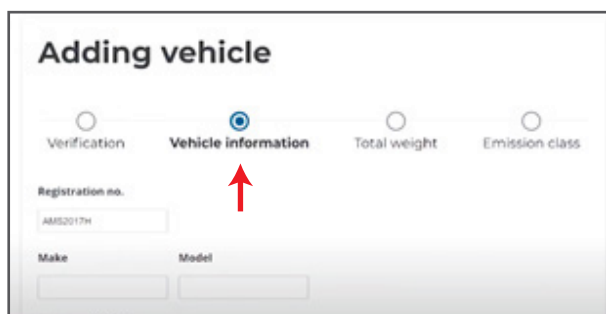 Adding vehicle
Verification Vehicle information Total weight Emission class
Registration no.
AMS2017H
Make Model